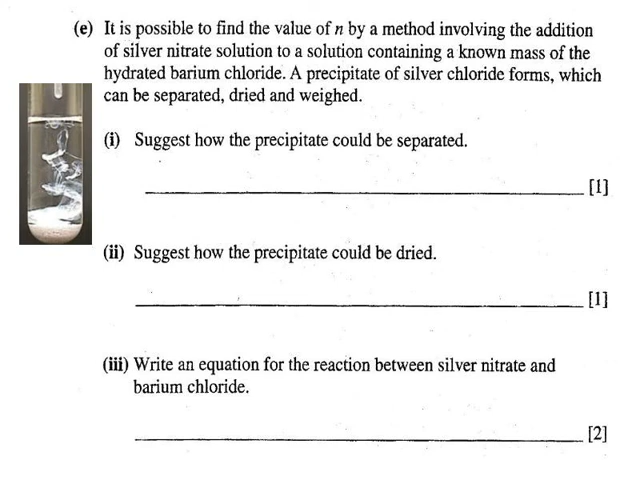 (e) It is possible to find the value of n by a method involving the addition
of silver nitrate solution to a solution containing a known mass of the
hydrated barium chloride. A precipitate of silver chloride forms, which
can be separated, dried and weighed.
(i) Suggest how the precipitate could be separated.
[1]
(ii) Suggest how the precipitate could be dried.
[1]
(iii) Write an equation for the reaction between silver nitrate and
barium chloride.
[2]